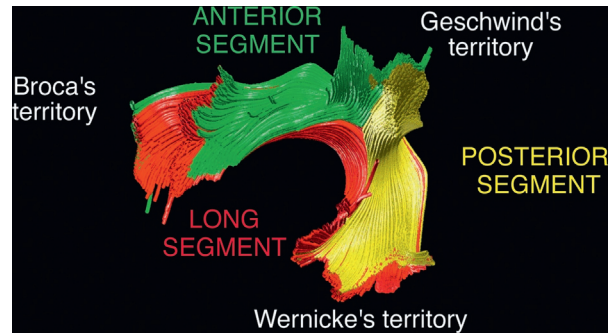 ANTERIOR
SEGMENT
Geschwind's
territory
Broca's
territory
POSTERIOR
SEGMENT
LONG
SEGMENT
Wernicke's territory